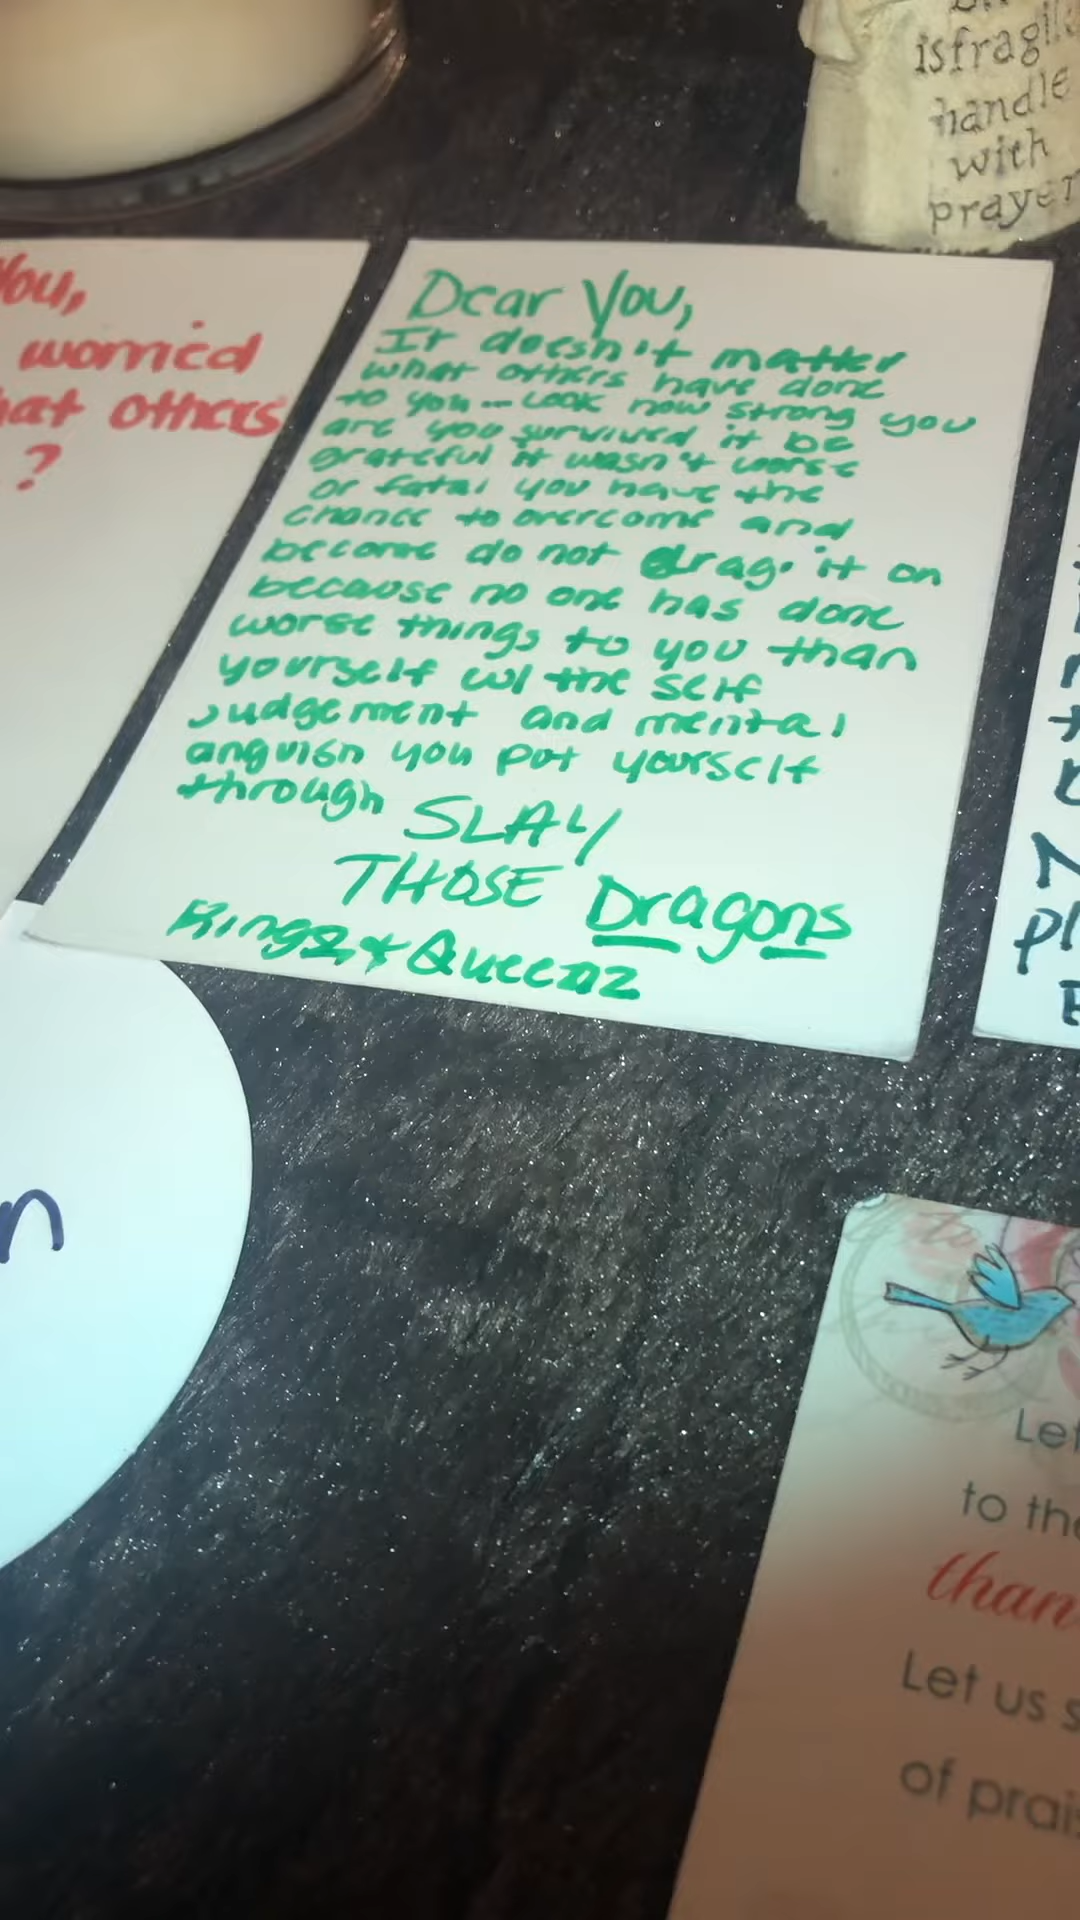 isfragile
handle
with
prayer
You,
worried
hat others
?
Dear You,
It doesn't matter
what others have done
to you -- Look how strong you
are you survived it be
grateful it wasn't worse
or fatal you have the
chance to overcome and
become do not drag it on
because no one has done
worse things to you than
yourself w/ the self
judgement and mental
anguish you put yourself
through SLAY
THOSE Dragons
Kings & Queenz
n
Let
to the
than
Let us s
of prais